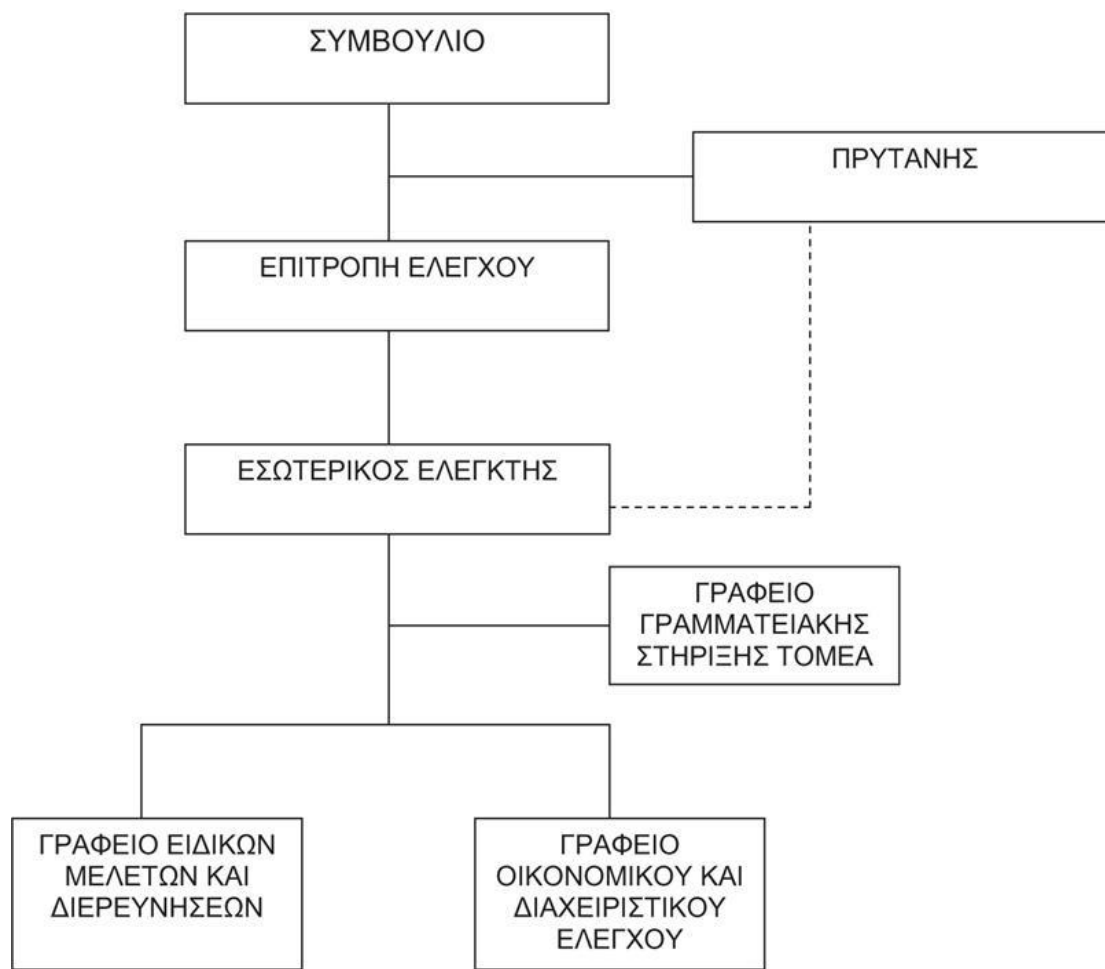 ΣΥΜΒΟΥΛΙΟ
ΠΡΥΤΑΝΗΣ
ΕΠΙΤΡΟΠΗ ΕΛΕΓΧΟΥ
ΕΣΩΤΕΡΙΚΟΣ ΕΛΕΓΚΤΗΣ
ΓΡΑΦΕΙΟ
ΓΡΑΜΜΑΤΕΙΑΚΗΣ
ΣΤΗΡΙΞΗΣ ΤΟΜΕΑ
ΓΡΑΦΕΙΟ ΕΙΔΙΚΩΝ
ΜΕΛΕΤΩΝ ΚΑΙ
ΔΙΕΡΕΥΝΗΣΕΩΝ
ΓΡΑΦΕΙΟ
ΟΙΚΟΝΟΜΙΚΟΥ ΚΑΙ
ΔΙΑΧΕΙΡΙΣΤΙΚΟΥ
ΕΛΕΓΧΟΥ